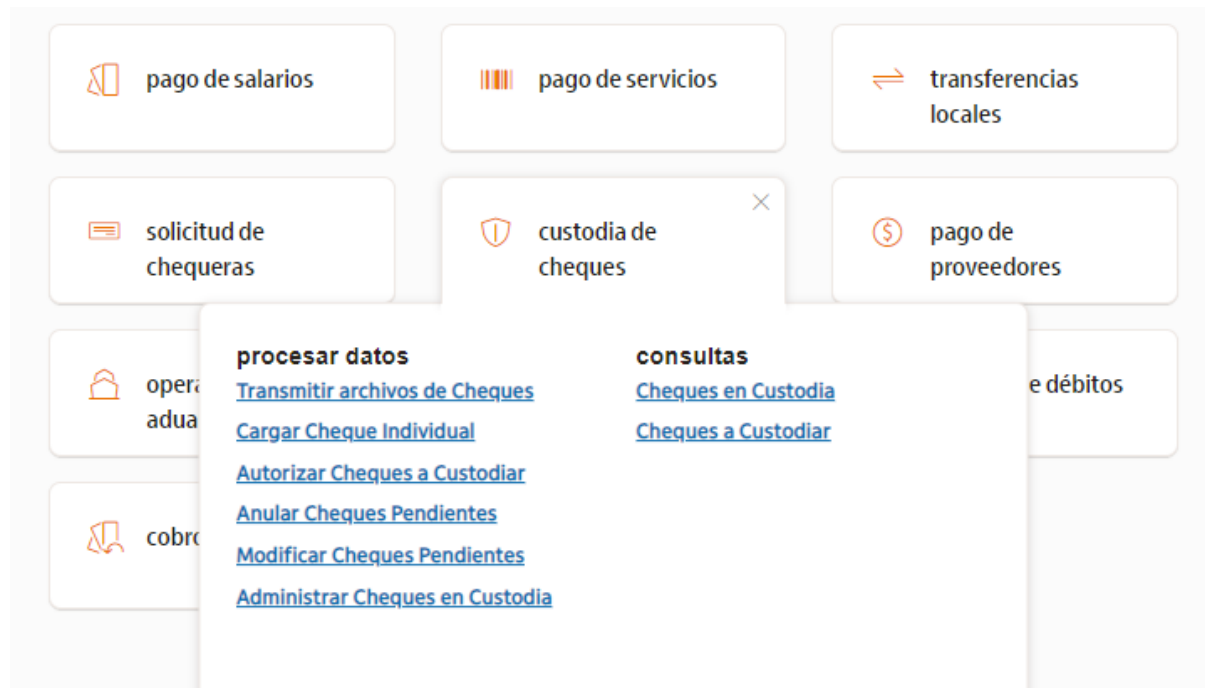 pago de salarios
pago de servicios
transferencias
locales
solicitud de
chequeras
custodia de
cheques
pago de
proveedores
procesar datos
Transmitir archivos de Cheques
Cargar Cheque Individual
Autorizar Cheques a Custodiar
Anular Cheques Pendientes
Modificar Cheques Pendientes
Administrar Cheques en Custodia
consultas
Cheques en Custodia
Cheques a Custodiar
e débitos